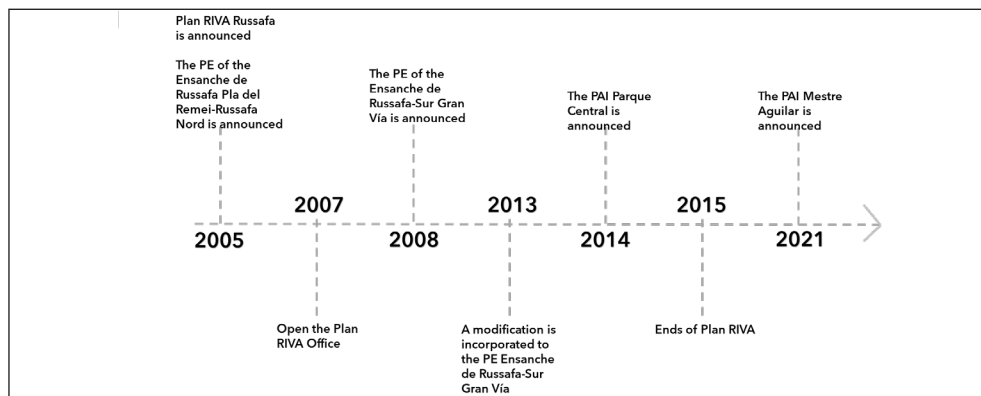 Plan RIVA Russafa
is announced
The PE of the
Ensanche de
Russafa Pla del
Remei-Russafa
Nord is announced
The PE of the
Ensanche de
Russafa-Sur Gran
Vía is announced
The PAI Parque
Central is
announced
The PAI Mestre
Aguilar is
announced
2007
2013
2015
2005
2008
2014
2021
Open the Plan
RIVA Office
A modification is
incorporated to
the PE Ensanche
de Russafa-Sur
Gran Vía
Ends of Plan RIVA